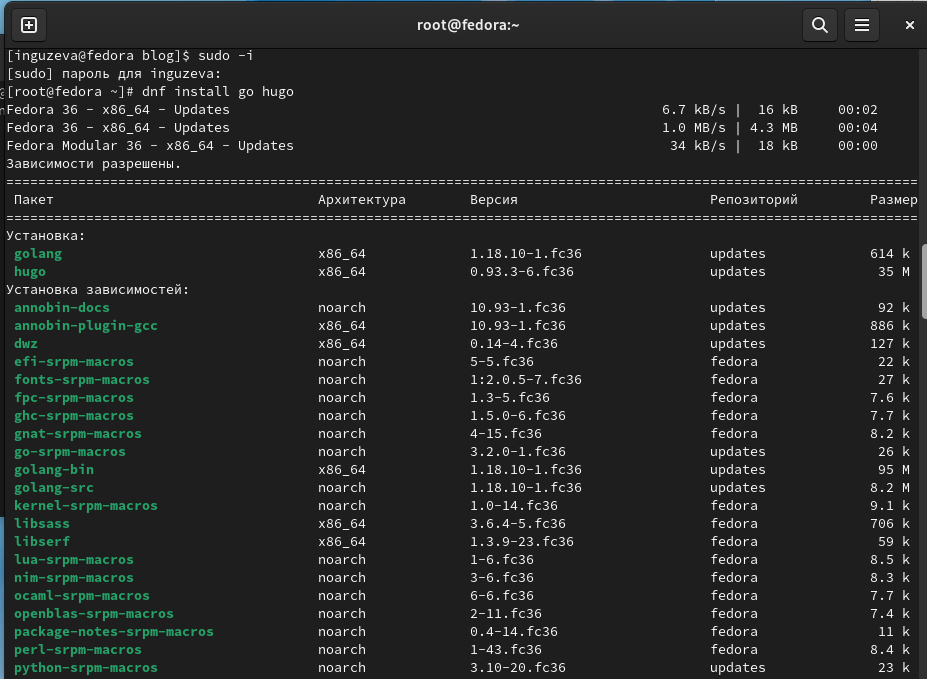 root@fedora:~
[inguzeva@fedora blog]$ sudo -i
[sudo] пароль для inguzeva:
[root@fedora ~]# dnf install go hugo
Fedora 36 - x86_64 - Updates 6.7 kB/s | 16 kB 00:02
Fedora 36 - x86_64 - Updates 1.0 MB/s | 4.3 MB 00:04
Fedora Modular 36 - x86_64 - Updates 34 kB/s | 18 kB 00:00
Зависимости разрешены.
================================================================================
Пакет Архитектура Версия Репозиторий Размер
================================================================================
Установка:
golang x86_64 1.18.10-1.fc36 updates 614 k
hugo x86_64 0.93.3-6.fc36 updates 35 M
Установка зависимостей:
annobin-docs noarch 10.93-1.fc36 updates 92 k
annobin-plugin-gcc x86_64 10.93-1.fc36 updates 886 k
dwz x86_64 0.14-4.fc36 updates 127 k
efi-srpm-macros noarch 5-5.fc36 fedora 22 k
fonts-srpm-macros noarch 1:2.0.5-7.fc36 fedora 27 k
fpc-srpm-macros noarch 1.3-5.fc36 fedora 7.6 k
ghc-srpm-macros noarch 1.5.0-6.fc36 fedora 7.7 k
gnat-srpm-macros noarch 4-15.fc36 fedora 8.2 k
go-srpm-macros noarch 3.2.0-1.fc36 updates 26 k
golang-bin x86_64 1.18.10-1.fc36 updates 95 M
golang-src noarch 1.18.10-1.fc36 updates 8.2 M
kernel-srpm-macros noarch 1.0-14.fc36 fedora 9.1 k
libsass x86_64 3.6.4-5.fc36 fedora 706 k
libserf x86_64 1.3.9-23.fc36 fedora 59 k
lua-srpm-macros noarch 1-6.fc36 fedora 8.5 k
nim-srpm-macros noarch 3-6.fc36 fedora 8.3 k
ocaml-srpm-macros noarch 6-6.fc36 fedora 7.7 k
openblas-srpm-macros noarch 2-11.fc36 fedora 7.4 k
package-notes-srpm-macros noarch 0.4-14.fc36 fedora 11 k
perl-srpm-macros noarch 1-43.fc36 fedora 8.4 k
python-srpm-macros noarch 3.10-20.fc36 updates 23 k